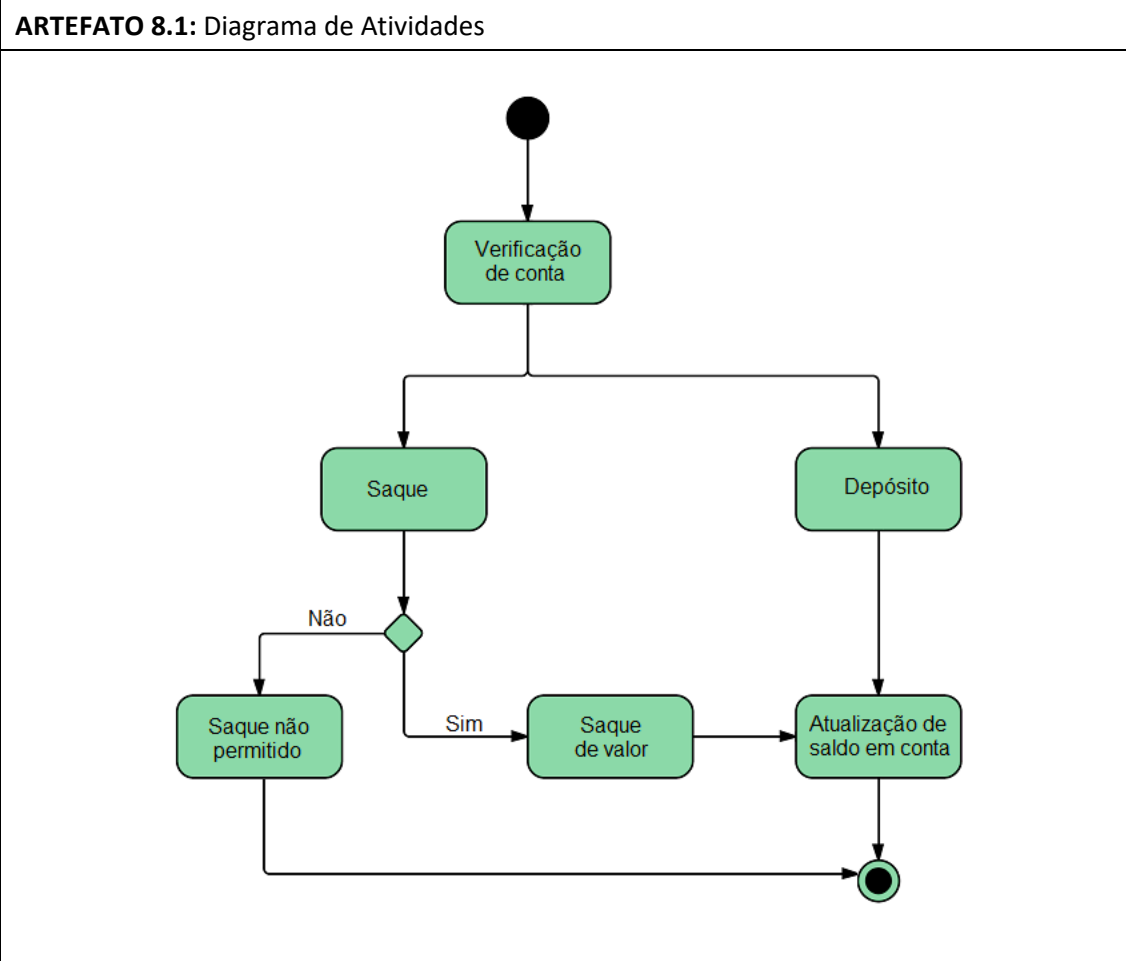 ARTEFATO 8.1: Diagrama de Atividades
Verificação
de conta
Saque
Depósito
Não
Saque não
permitido
Sim
Saque
de valor
Atualização de
saldo em conta